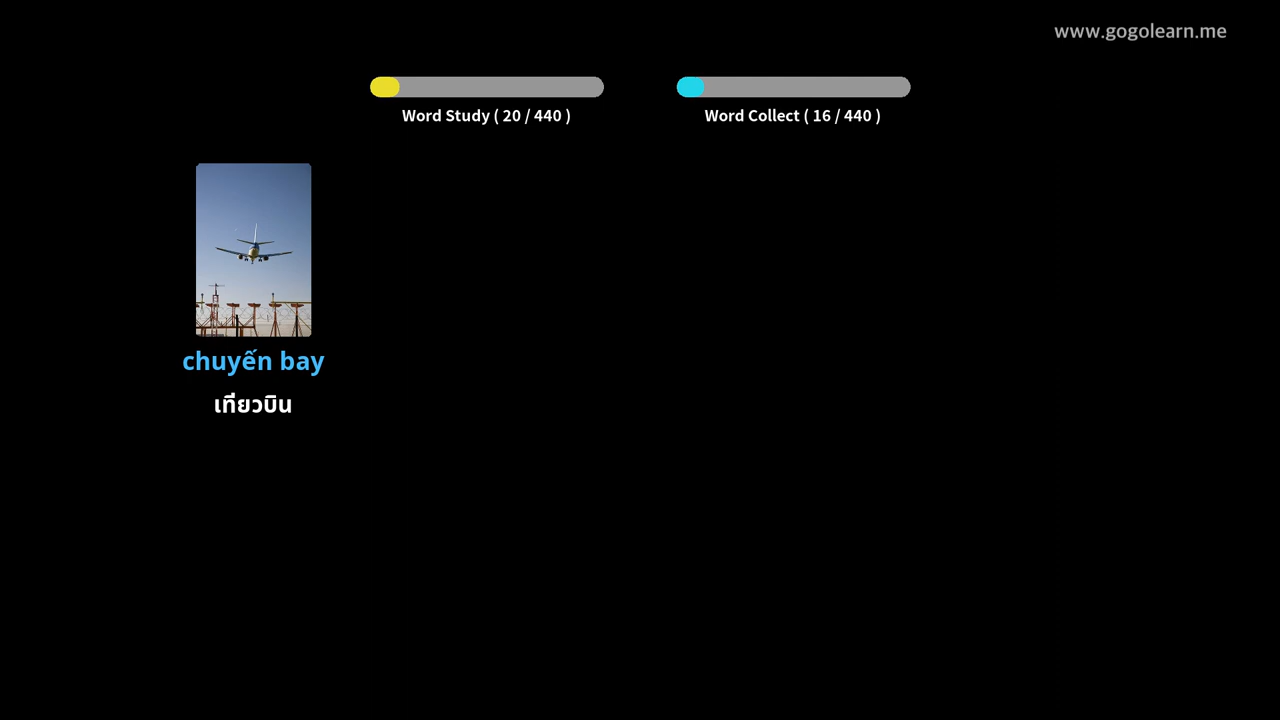 www.gogolearn.me
Word Study ( 20 / 440 )
Word Collect ( 16 / 440 )
chuyến bay
เที่ยวบิน